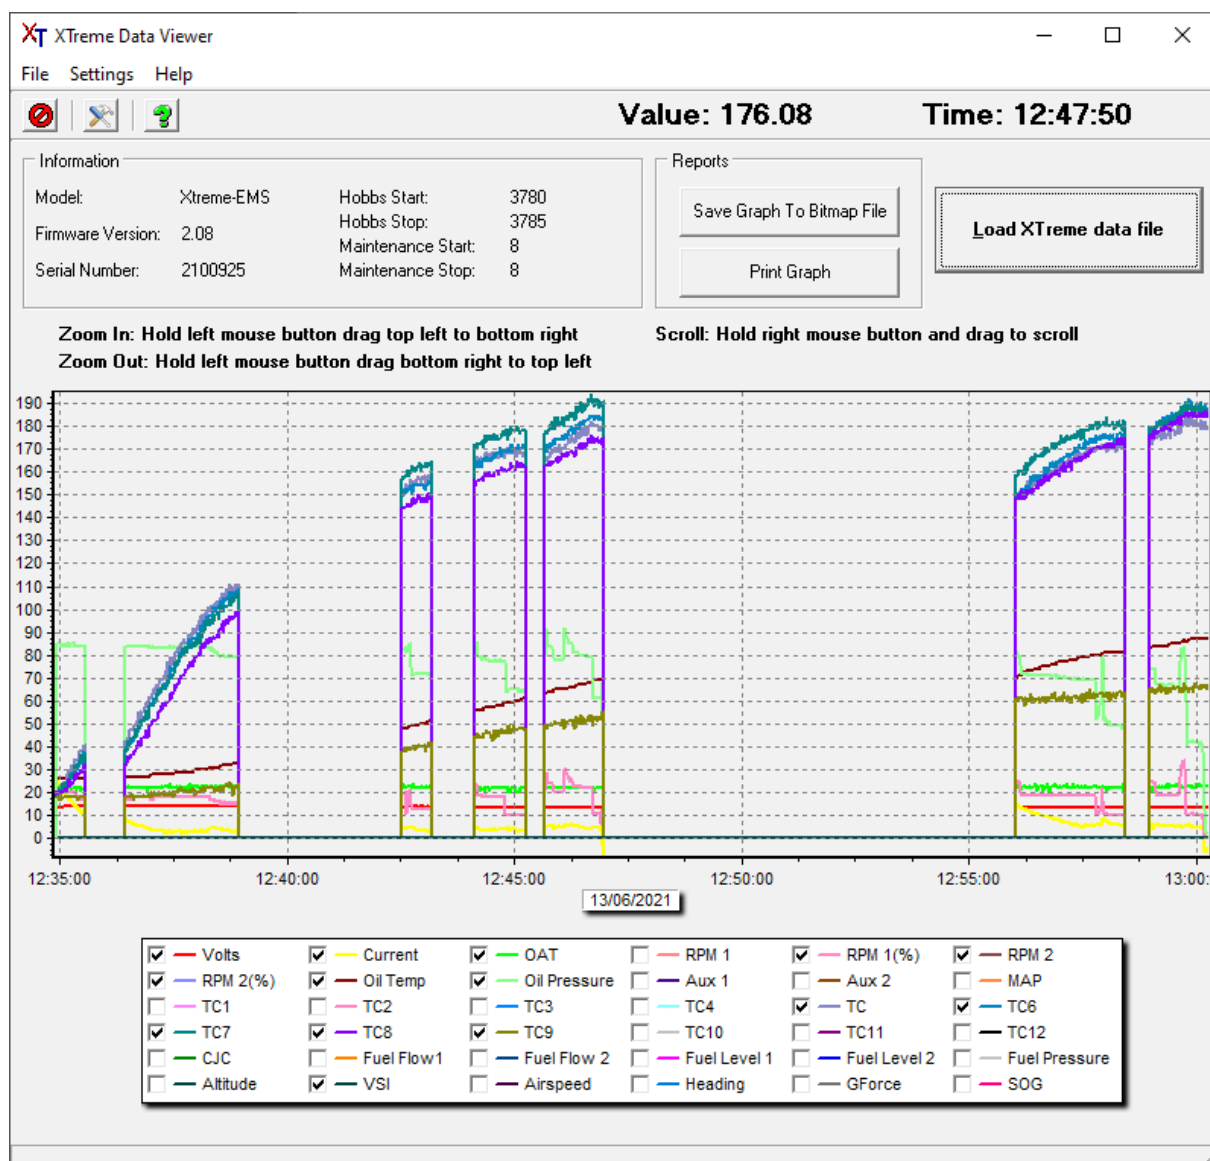 XT XTreme Data Viewer
File Settings Help
Value: 176.08 Time: 12:47:50
Information
Model: Xtreme-EMS Hobbs Start: 3780
Hobbs Stop: 3785
Firmware Version: 2.08 Maintenance Start: 8
Serial Number: 2100925 Maintenance Stop: 8
Reports
Save Graph To Bitmap File
Print Graph
Load XTreme data file
Zoom In: Hold left mouse button drag top left to bottom right
Zoom Out: Hold left mouse button drag bottom right to top left
Scroll: Hold right mouse button and drag to scroll
190
180
170
160
150
140
130
120
110
100
90
80
70
60
50
40
30
20
10
0
12:35:00 12:40:00 12:45:00 12:50:00 12:55:00 13:00:
13/06/2021
Volts Current OAT RPM 1 RPM 1(%) RPM 2
RPM 2(%) Oil Temp Oil Pressure Aux 1 Aux 2 MAP
TC1 TC2 TC3 TC4 TC TC6
TC7 TC8 TC9 TC10 TC11 TC12
CJC Fuel Flow1 Fuel Flow 2 Fuel Level 1 Fuel Level 2 Fuel Pressure
Altitude VSI Airspeed Heading GForce SOG